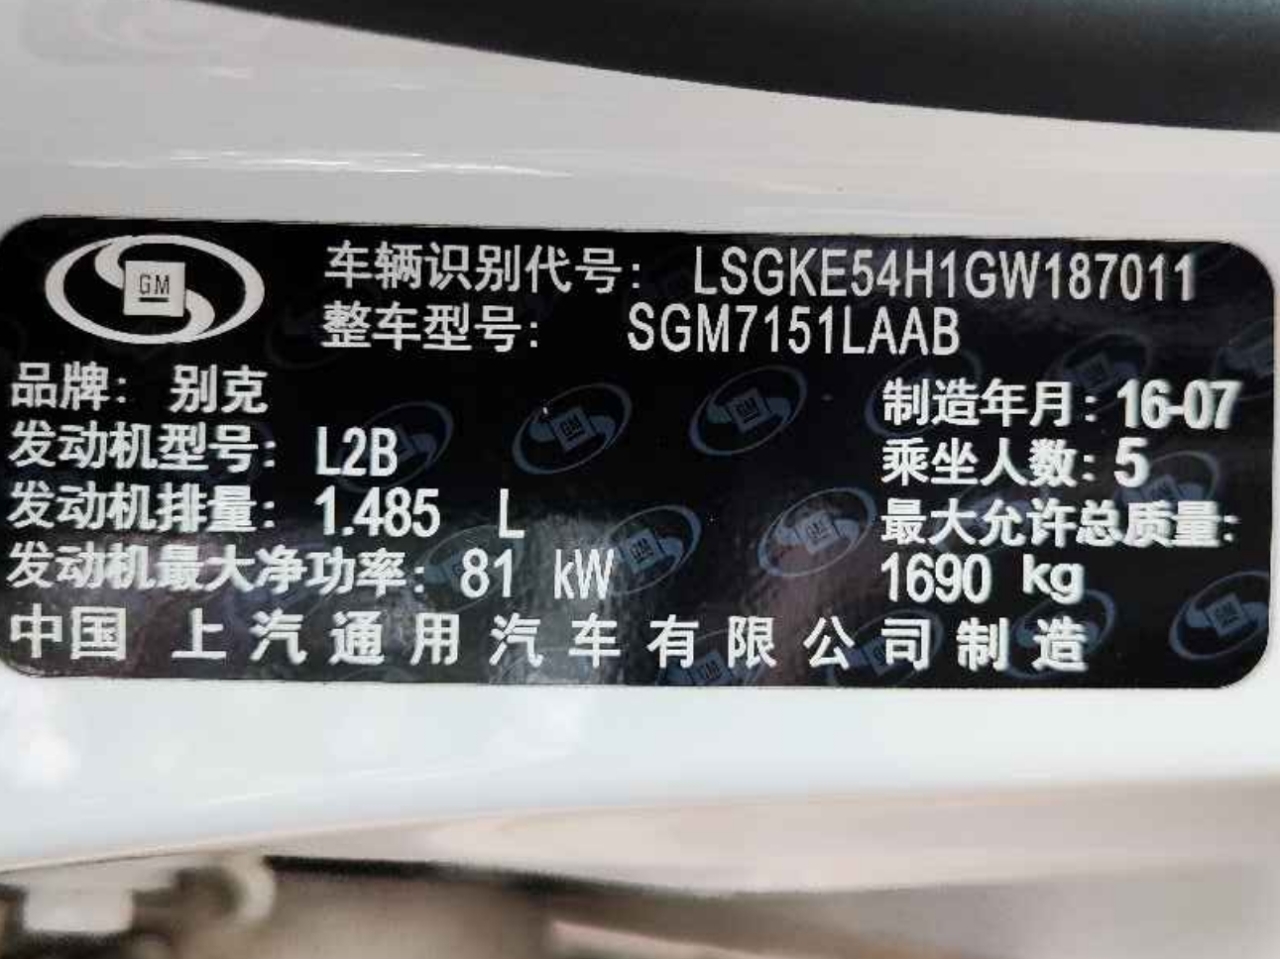 GM
车辆识别代号: LSGKE54H1GW187011
整车型号: SGM7151LAAB
品牌: 别克
制造年月: 16-07
发动机型号: L2B
乘坐人数: 5
发动机排量: 1.485 L
最大允许总质量:
发动机最大净功率: 81 kW
1690 kg
中国 上汽通用汽车有限公司制造